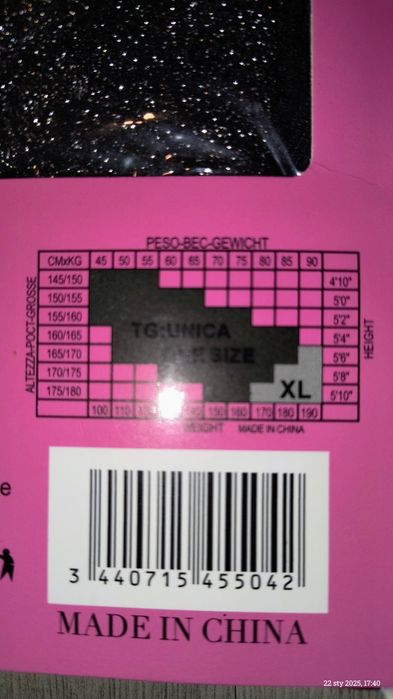 PESO-BEC-GEWICHT
CMxKG 45 50 55 60 65 70 75 80 85 90
145/150 4'10"
150/155 5'0"
155/160 5'2"
160/165 TG:UNICA 5'4"
165/170 ONE SIZE 5'6"
170/175 5'8"
175/180 XL 5'10"
100 110 140 150 160 170 180 190
WEIGHT MADE IN CHINA
ALTEZZA-POCT-GROSSE
HEIGHT
e
3 440715 455042
MADE IN CHINA
22 sty 2025, 17:40